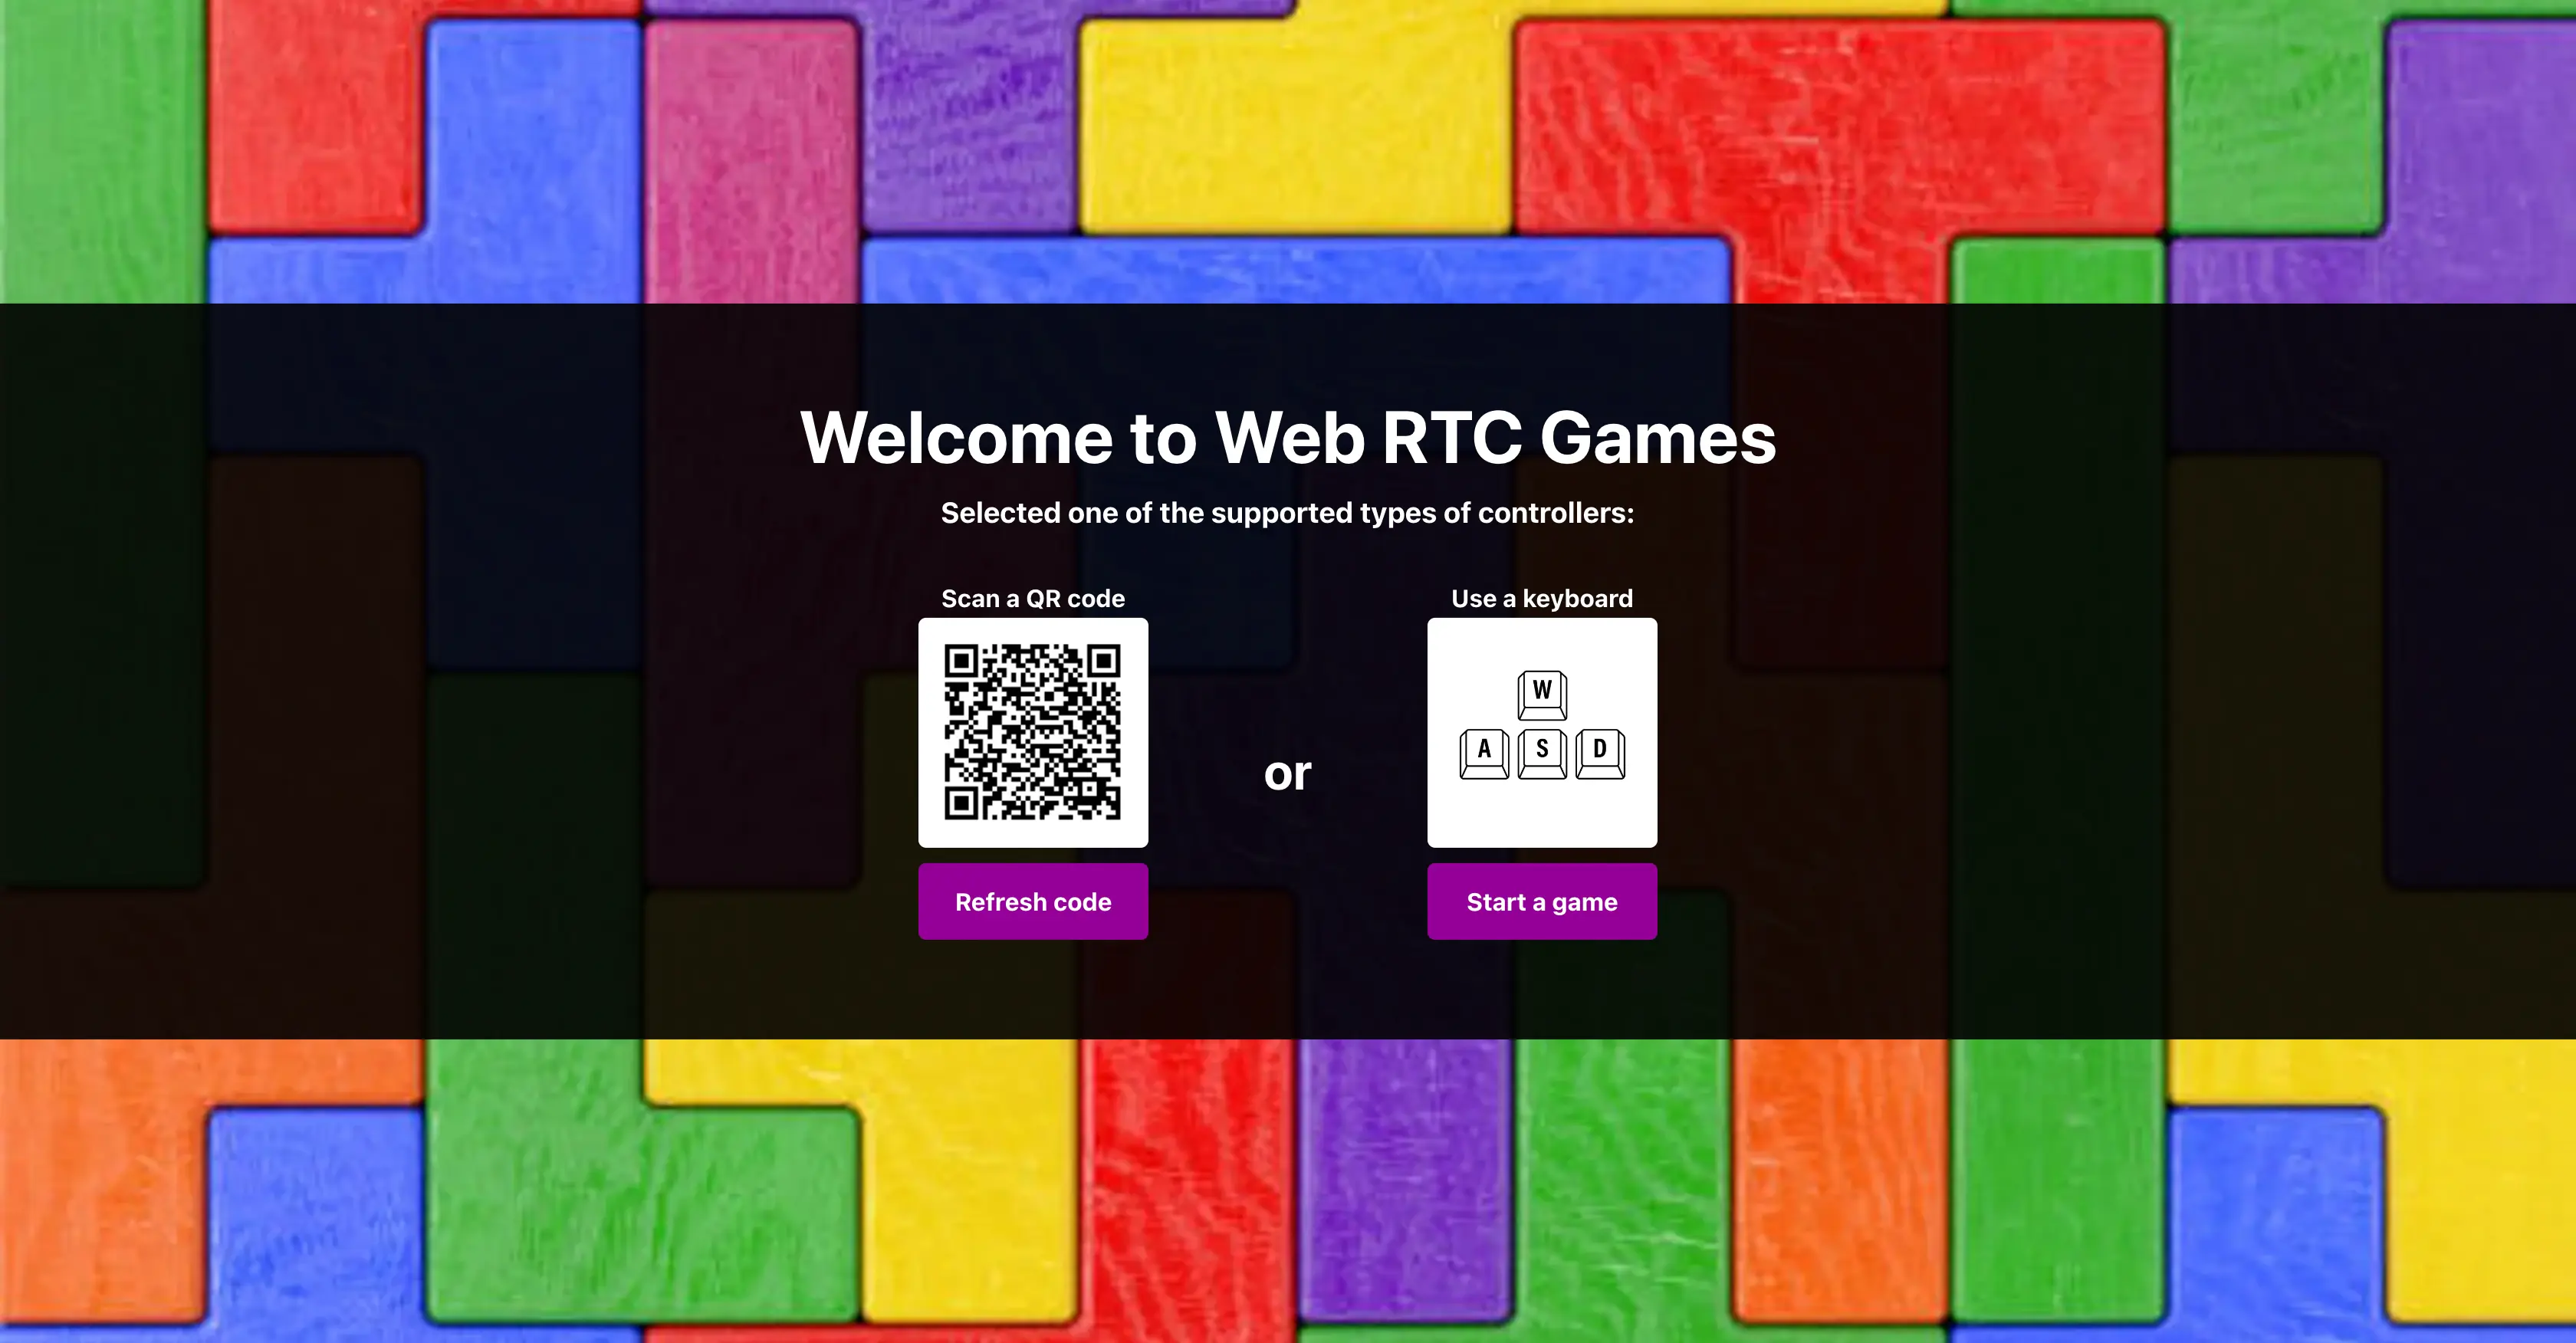 Welcome to Web RTC Games
Selected one of the supported types of controllers:
Scan a QR code
Use a keyboard
W
A S D
or
Refresh code
Start a game